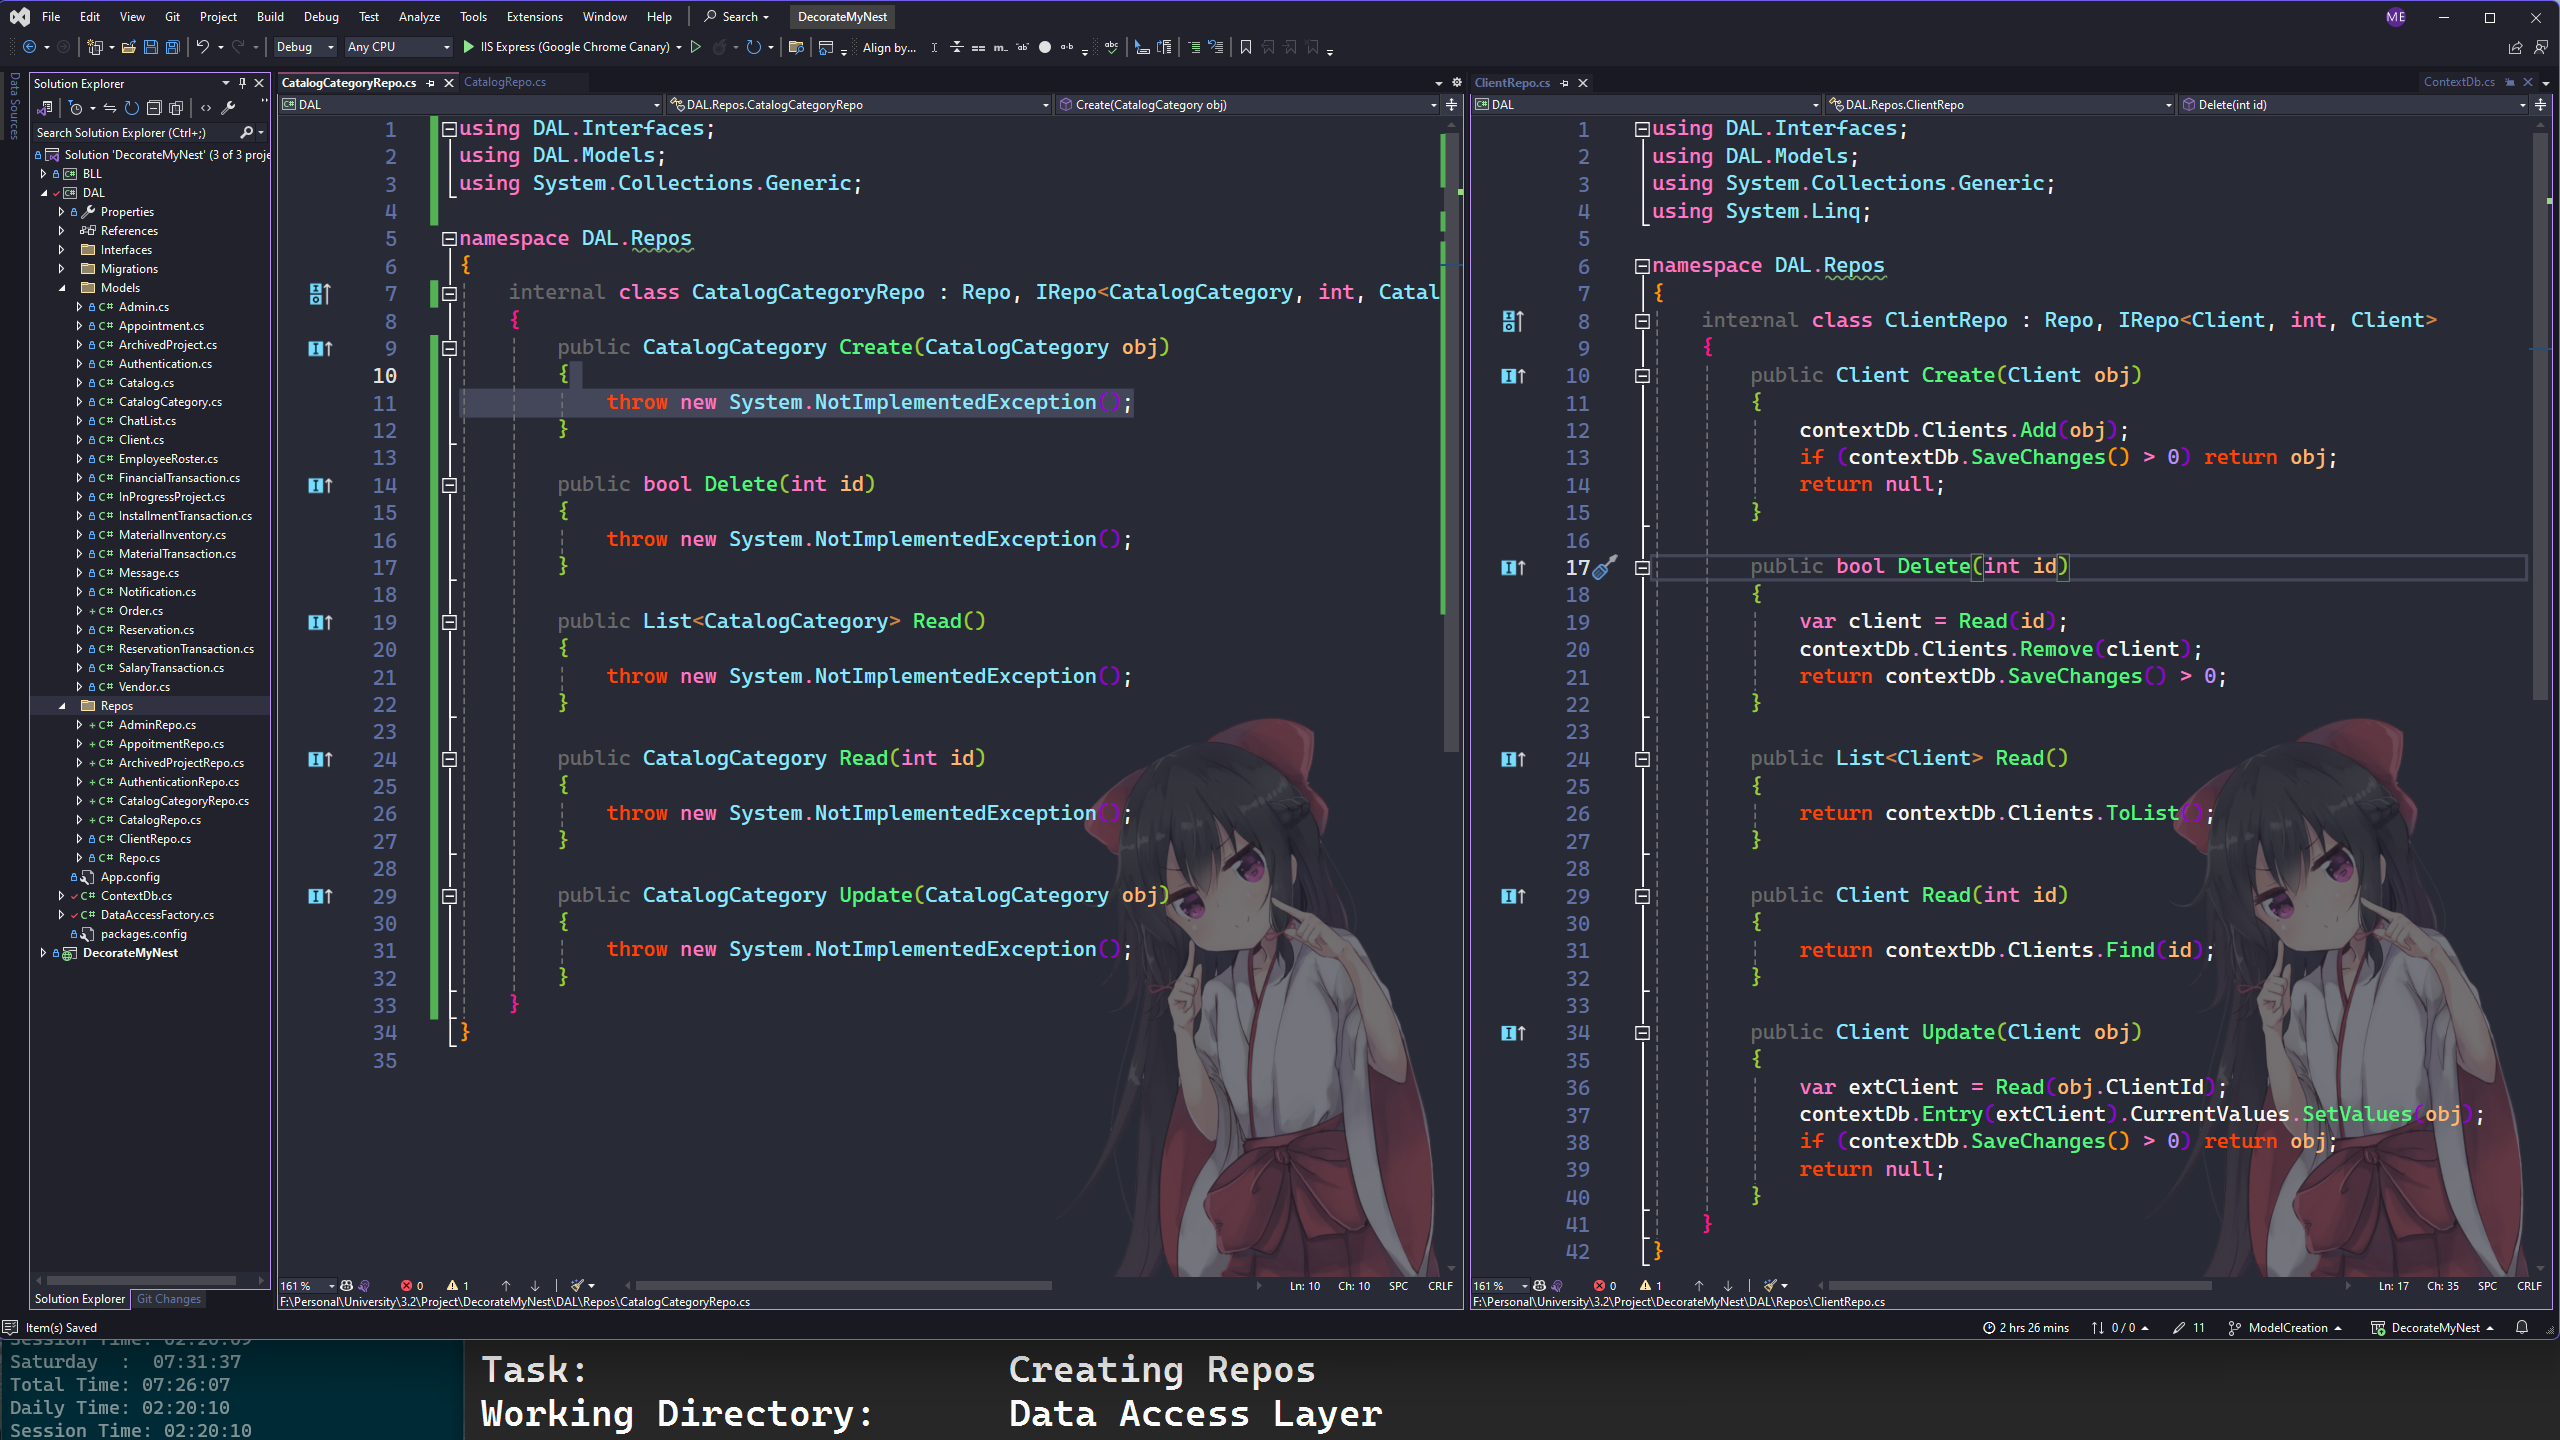 File Edit View Git Project Build Debug Test Analyze Tools Extensions Window Help Search DecorateMyNest ME
Debug Any CPU IIS Express (Google Chrome Canary) Align by...
Data Sources
Solution Explorer
Search Solution Explorer (Ctrl+;)
Solution 'DecorateMyNest' (3 of 3 proje
BLL
DAL
Properties
References
Interfaces
Migrations
Models
C# Admin.cs
C# Appointment.cs
C# ArchivedProject.cs
C# Authentication.cs
C# Catalog.cs
C# CatalogCategory.cs
C# ChatList.cs
C# Client.cs
C# EmployeeRoster.cs
C# FinancialTransaction.cs
C# InProgressProject.cs
C# InstallmentTransaction.cs
C# MaterialInventory.cs
C# MaterialTransaction.cs
C# Message.cs
C# Notification.cs
+ C# Order.cs
C# Reservation.cs
C# ReservationTransaction.cs
C# SalaryTransaction.cs
C# Vendor.cs
Repos
+ C# AdminRepo.cs
+ C# AppoitmentRepo.cs
+ C# ArchivedProjectRepo.cs
+ C# AuthenticationRepo.cs
+ C# CatalogCategoryRepo.cs
+ C# CatalogRepo.cs
C# ClientRepo.cs
C# Repo.cs
App.config
C# ContextDb.cs
C# DataAccessFactory.cs
packages.config
DecorateMyNest
Solution Explorer Git Changes
CatalogCategoryRepo.cs CatalogRepo.cs
DAL DAL.Repos.CatalogCategoryRepo Create(CatalogCategory obj)
1 using DAL.Interfaces;
2 using DAL.Models;
3 using System.Collections.Generic;
4
5 namespace DAL.Repos
6 {
7 internal class CatalogCategoryRepo : Repo, IRepo<CatalogCategory, int, Catal
8 {
9 public CatalogCategory Create(CatalogCategory obj)
10 {
11 throw new System.NotImplementedException();
12 }
13
14 public bool Delete(int id)
15 {
16 throw new System.NotImplementedException();
17 }
18
19 public List<CatalogCategory> Read()
20 {
21 throw new System.NotImplementedException();
22 }
23
24 public CatalogCategory Read(int id)
25 {
26 throw new System.NotImplementedException();
27 }
28
29 public CatalogCategory Update(CatalogCategory obj)
30 {
31 throw new System.NotImplementedException();
32 }
33 }
34 }
35
161 % 0 1 Ln: 10 Ch: 10 SPC CRLF
F:\Personal\University\3.2\Project\DecorateMyNest\DAL\Repos\CatalogCategoryRepo.cs
ClientRepo.cs ContextDb.cs
DAL DAL.Repos.ClientRepo Delete(int id)
1 using DAL.Interfaces;
2 using DAL.Models;
3 using System.Collections.Generic;
4 using System.Linq;
5
6 namespace DAL.Repos
7 {
8 internal class ClientRepo : Repo, IRepo<Client, int, Client>
9 {
10 public Client Create(Client obj)
11 {
12 contextDb.Clients.Add(obj);
13 if (contextDb.SaveChanges() > 0) return obj;
14 return null;
15 }
16
17 public bool Delete(int id)
18 {
19 var client = Read(id);
20 contextDb.Clients.Remove(client);
21 return contextDb.SaveChanges() > 0;
22 }
23
24 public List<Client> Read()
25 {
26 return contextDb.Clients.ToList();
27 }
28
29 public Client Read(int id)
30 {
31 return contextDb.Clients.Find(id);
32 }
33
34 public Client Update(Client obj)
35 {
36 var extClient = Read(obj.ClientId);
37 contextDb.Entry(extClient).CurrentValues.SetValues(obj);
38 if (contextDb.SaveChanges() > 0) return obj;
39 return null;
40 }
41 }
42 }
161 % 0 1 Ln: 17 Ch: 35 SPC CRLF
F:\Personal\University\3.2\Project\DecorateMyNest\DAL\Repos\ClientRepo.cs
Item(s) Saved 2 hrs 26 mins 0 / 0 11 ModelCreation DecorateMyNest
Session Time: 02:20:09
Saturday : 07:31:37
Total Time: 07:26:07
Daily Time: 02:20:10
Session Time: 02:20:10
Task: Creating Repos
Working Directory: Data Access Layer